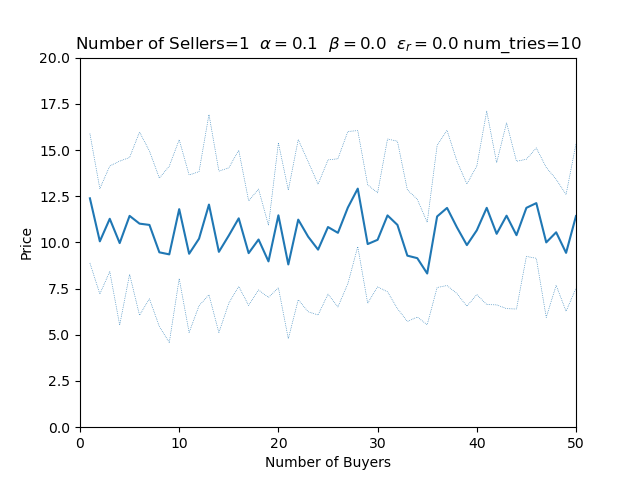 Number of Sellers=1 α = 0.1 β = 0.0 εᵣ = 0.0 num_tries=10
20.0
17.5
15.0
12.5
10.0
7.5
5.0
2.5
0.0
Price
0 10 20 30 40 50
Number of Buyers